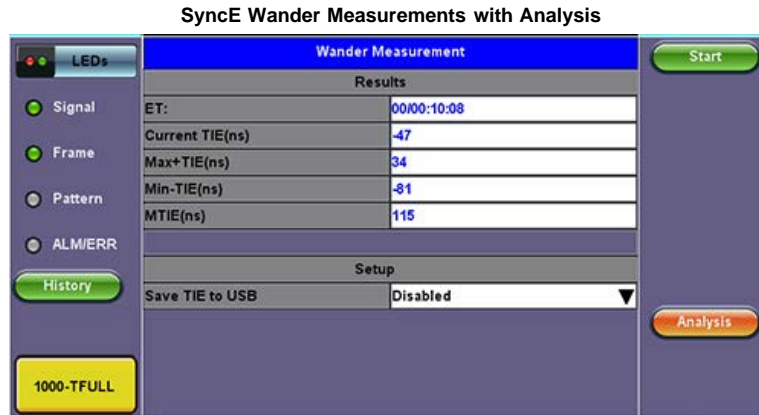 SyncE Wander Measurements with Analysis
LEDs
Signal
Frame
Pattern
ALM/ERR
History
1000-TFULL
Wander Measurement
Results
ET: 00/00:10:08
Current TIE(ns) -47
Max+TIE(ns) 34
Min-TIE(ns) -81
MTIE(ns) 115
Setup
Save TIE to USB Disabled
Start
Analysis